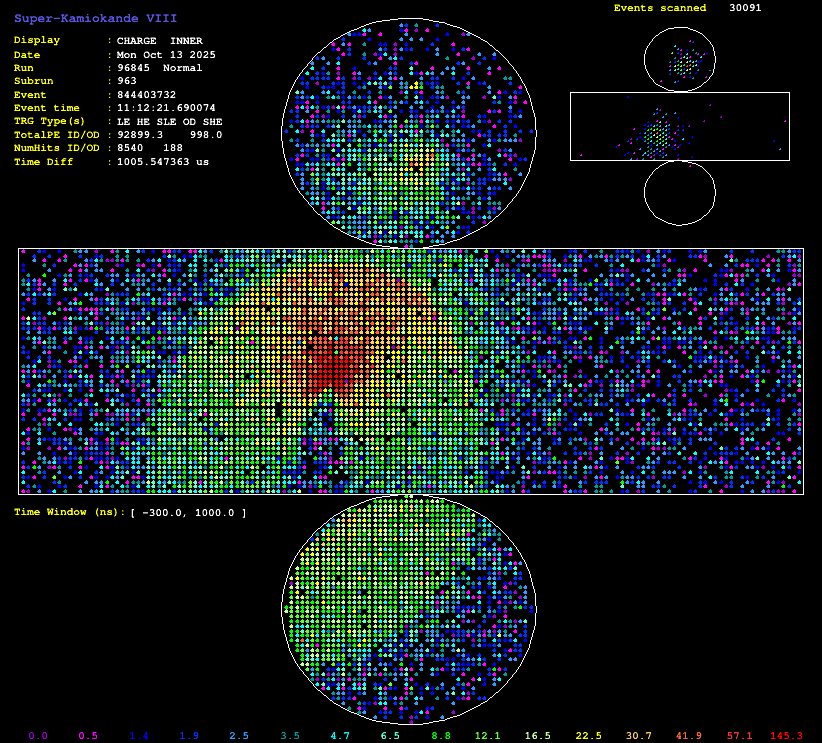 Super-Kamiokande VIII
Events scanned 30091
Display : CHARGE INNER
Date : Mon Oct 13 2025
Run : 96845 Normal
Subrun : 963
Event : 844403732
Event time : 11:12:21.690074
TRG Type(s) : LE HE SLE OD SHE
TotalPE ID/OD : 92899.3 998.0
NumHits ID/OD : 8540 188
Time Diff : 1005.547363 us
Time Window (ns): [ -300.0, 1000.0 ]
0.0 0.5 1.4 1.9 2.5 3.5 4.7 6.5 8.8 12.1 16.5 22.5 30.7 41.9 57.1 145.3